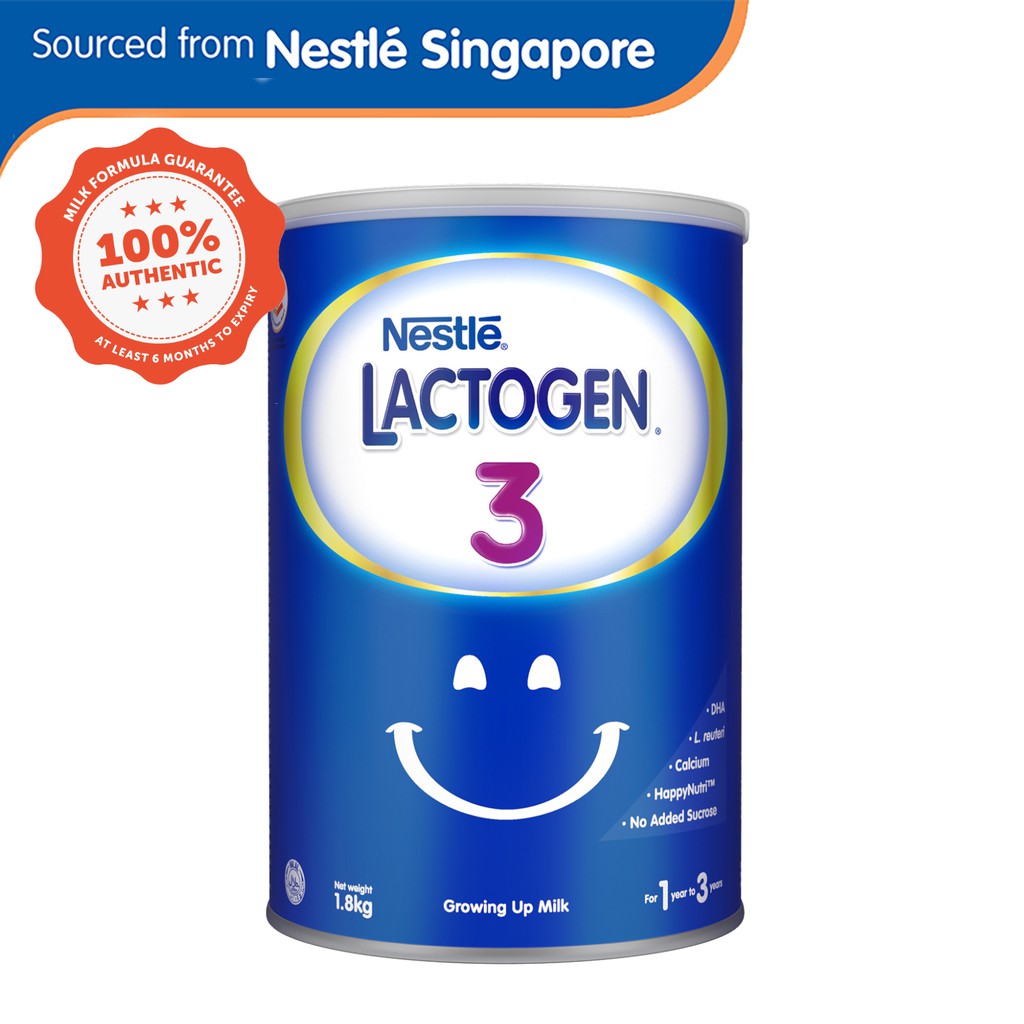 Sourced from Nestlé Singapore
MILK FORMULA GUARANTEE
100%
AUTHENTIC
AT LEAST 6 MONTHS TO EXPIRY
Nestlé®
LACTOGEN®
3
• DHA
• L. reuteri
• Calcium
• HappyNutri™
• No Added Sucrose
Net weight
1.8kg
Growing Up Milk
For 1 year to 3 years